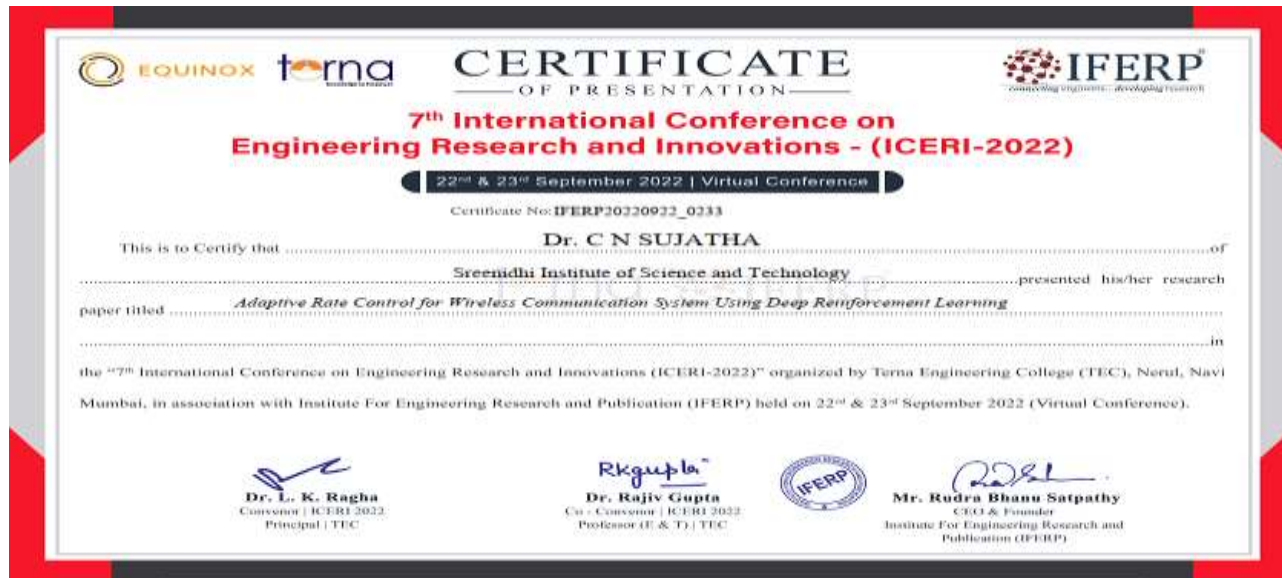 EQUINOX
terna
CERTIFICATE
OF PRESENTATION
IFERP
connecting engineers... developing research
7th International Conference on
Engineering Research and Innovations - (ICERI-2022)
22nd & 23rd September 2022 | Virtual Conference
Certificate No: IFERP20220922_0233
This is to Certify that Dr. C N SUJATHA of
Sreenidhi Institute of Science and Technology presented his/her research
paper titled Adaptive Rate Control for Wireless Communication System Using Deep Reinforcement Learning
in
the "7th International Conference on Engineering Research and Innovations (ICERI-2022)" organized by Terna Engineering College (TEC), Nerul, Navi
Mumbai, in association with Institute For Engineering Research and Publication (IFERP) held on 22nd & 23rd September 2022 (Virtual Conference).
RKgupta
IFERP
Dr. L. K. Ragha
Convenor | ICERI 2022
Principal | TEC
Dr. Rajiv Gupta
Co - Convenor | ICERI 2022
Professor (E & T) | TEC
Mr. Rudra Bhanu Satpathy
CEO & Founder
Institute For Engineering Research and
Publication (IFERP)